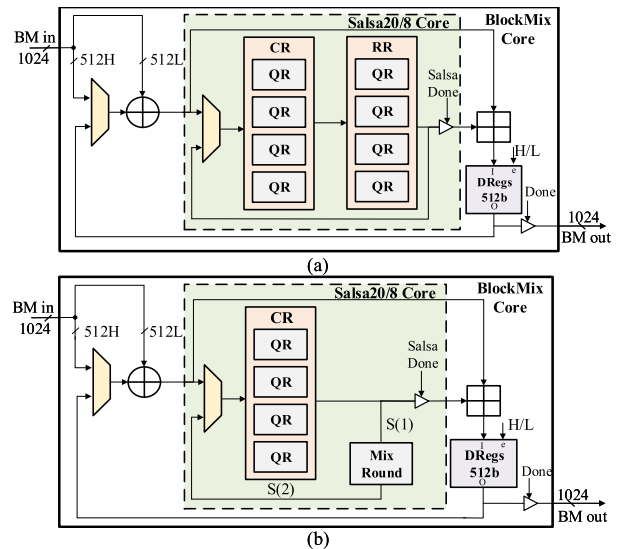 Salsa20/8 Core
BlockMix
Core
BM in
1024
512H
512L
CR
RR
QR
QR
QR
QR
QR
QR
QR
QR
Salsa
Done
H/L
I
e
DRegs
512b
O
Done
1024
BM out
(a)
Salsa20/8 Core
BlockMix
Core
BM in
1024
512H
512L
CR
QR
QR
QR
QR
Salsa
Done
S(1)
Mix
Round
S(2)
H/L
I
e
DRegs
512b
O
Done
1024
BM out
(b)